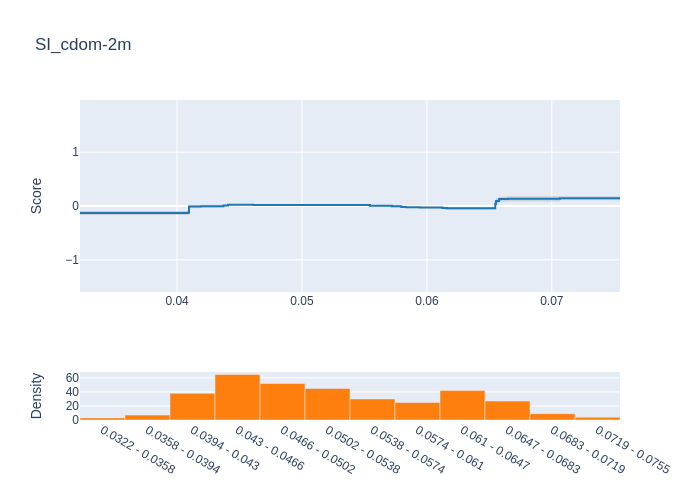 SI_cdom-2m
Score
1
0
−1
0.04 0.05 0.06 0.07
Density
60
40
20
0
0.0322 - 0.0358
0.0358 - 0.0394
0.0394 - 0.043
0.043 - 0.0466
0.0466 - 0.0502
0.0502 - 0.0538
0.0538 - 0.0574
0.0574 - 0.061
0.061 - 0.0647
0.0647 - 0.0683
0.0683 - 0.0719
0.0719 - 0.0755